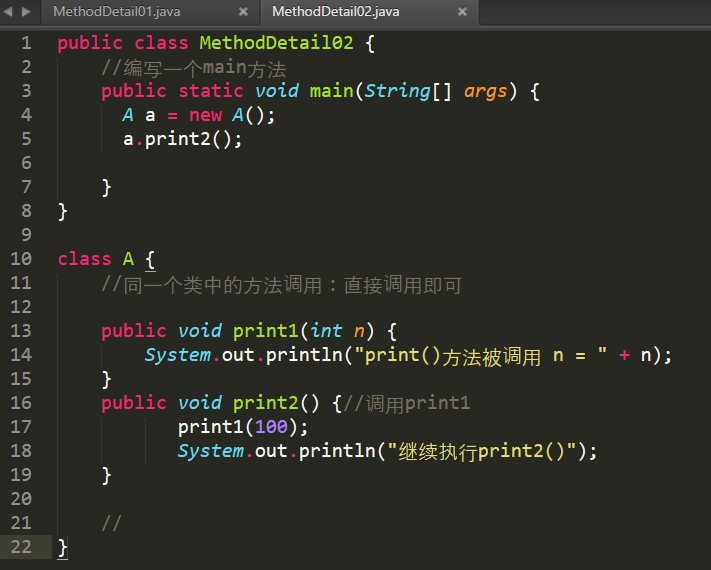 MethodDetail01.java × MethodDetail02.java ×
1 public class MethodDetail02 {
2 //编写一个main方法
3 public static void main(String[] args) {
4 A a = new A();
5 a.print2();
6
7 }
8 }
9
10 class A {
11 //同一个类中的方法调用：直接调用即可
12
13 public void print1(int n) {
14 System.out.println("print()方法被调用 n = " + n);
15 }
16 public void print2() {//调用print1
17 print1(100);
18 System.out.println("继续执行print2()");
19 }
20
21 //
22 }